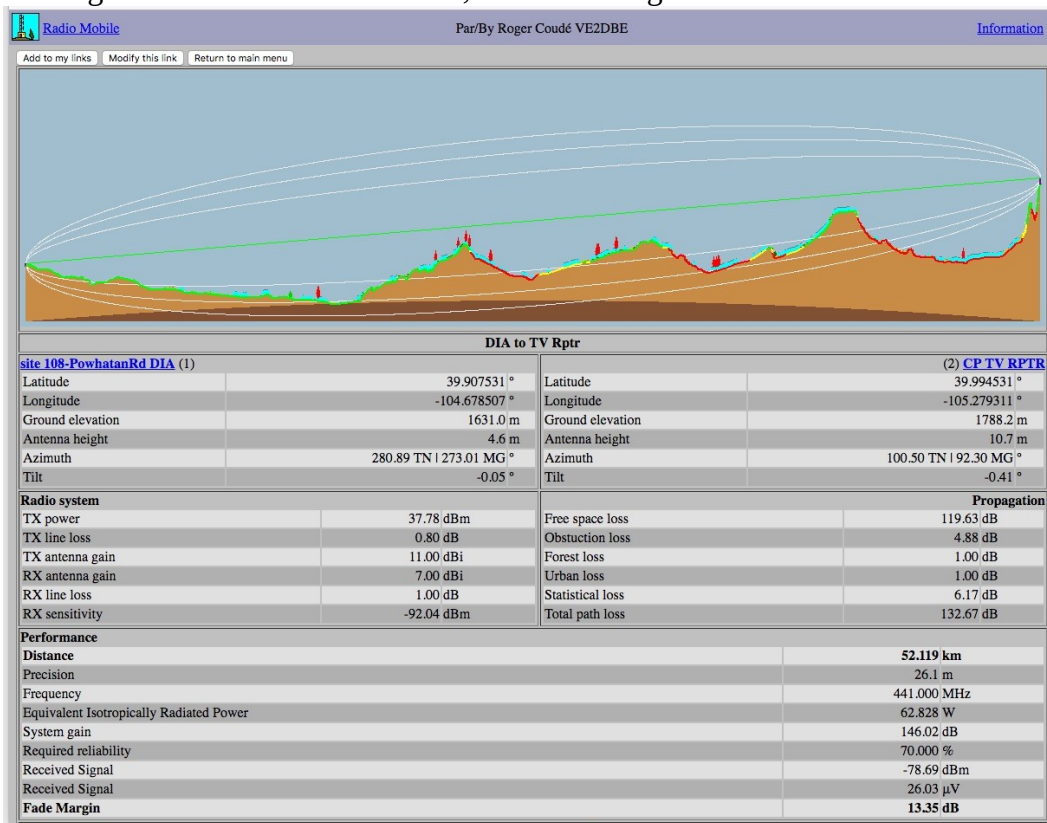 Radio Mobile Par/By Roger Coudé VE2DBE Information
Add to my links Modify this link Return to main menu
DIA to TV Rptr
site 108-PowhatanRd DIA (1) (2) CP TV RPTR
Latitude 39.907531 ° Latitude 39.994531 °
Longitude -104.678507 ° Longitude -105.279311 °
Ground elevation 1631.0 m Ground elevation 1788.2 m
Antenna height 4.6 m Antenna height 10.7 m
Azimuth 280.89 TN | 273.01 MG ° Azimuth 100.50 TN | 92.30 MG °
Tilt -0.05 ° Tilt -0.41 °
Radio system Propagation
TX power 37.78 dBm Free space loss 119.63 dB
TX line loss 0.80 dB Obstuction loss 4.88 dB
TX antenna gain 11.00 dBi Forest loss 1.00 dB
RX antenna gain 7.00 dBi Urban loss 1.00 dB
RX line loss 1.00 dB Statistical loss 6.17 dB
RX sensitivity -92.04 dBm Total path loss 132.67 dB
Performance
Distance 52.119 km
Precision 26.1 m
Frequency 441.000 MHz
Equivalent Isotropically Radiated Power 62.828 W
System gain 146.02 dB
Required reliability 70.000 %
Received Signal -78.69 dBm
Received Signal 26.03 µV
Fade Margin 13.35 dB